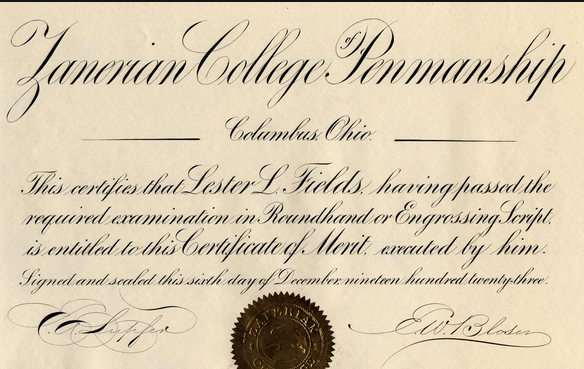 Zanerian College of Penmanship
Columbus, Ohio.
This certifies that Lester L. Fields, having passed the
required examination in Roundhand or Engrossing Script,
is entitled to this Certificate of Merit, executed by him.
Signed and sealed this sixth day of December, nineteen hundred twenty-three.
E A Lupfer E.W. Bloser
ZANERIAN